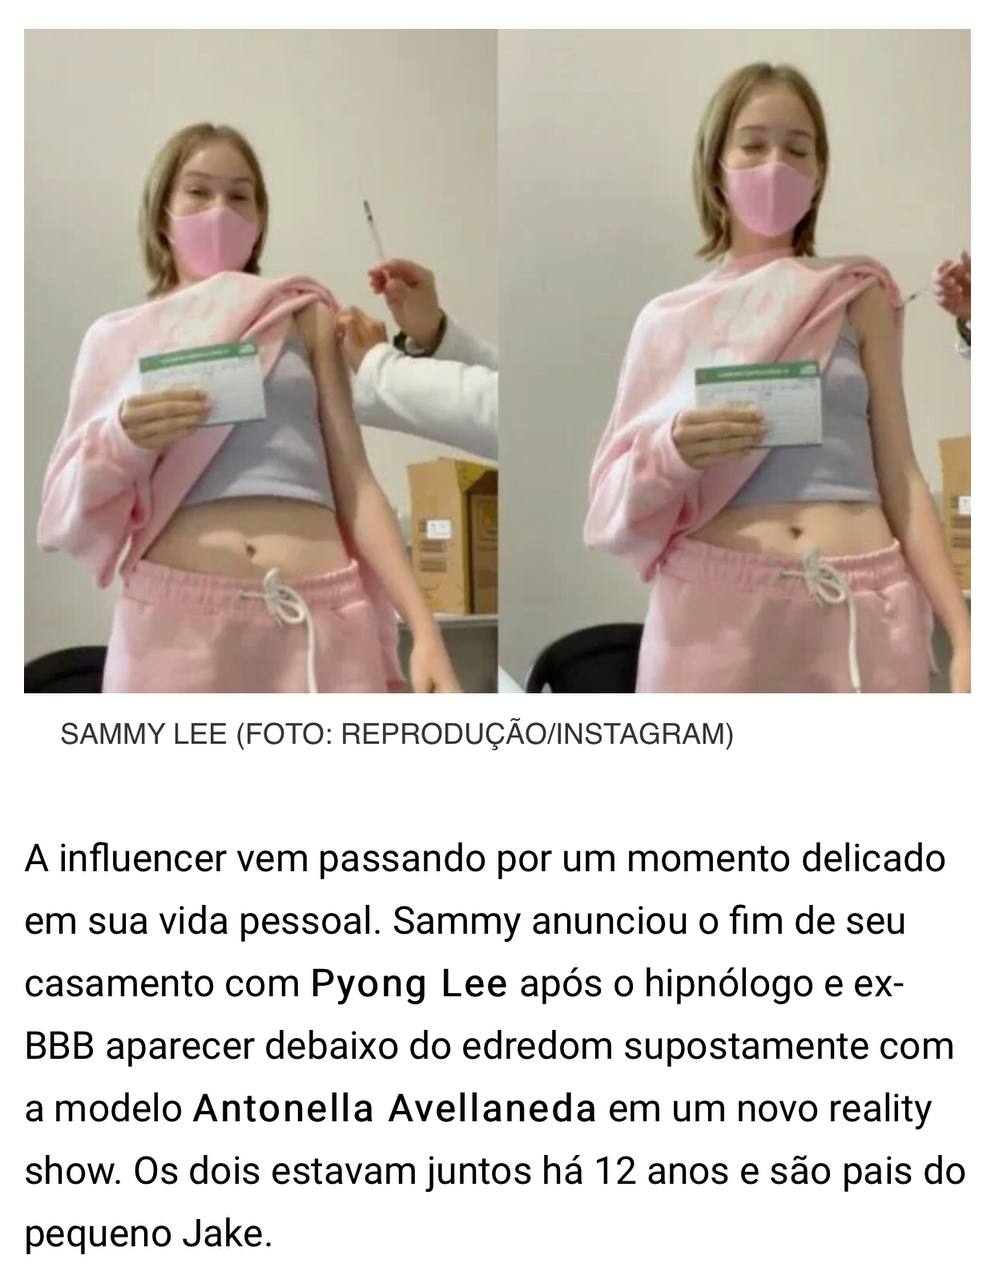 SAMMY LEE (FOTO: REPRODUÇÃO/INSTAGRAM)
A influencer vem passando por um momento delicado
em sua vida pessoal. Sammy anunciou o fim de seu
casamento com Pyong Lee após o hipnólogo e ex-
BBB aparecer debaixo do edredom supostamente com
a modelo Antonella Avellaneda em um novo reality
show. Os dois estavam juntos há 12 anos e são pais do
pequeno Jake.